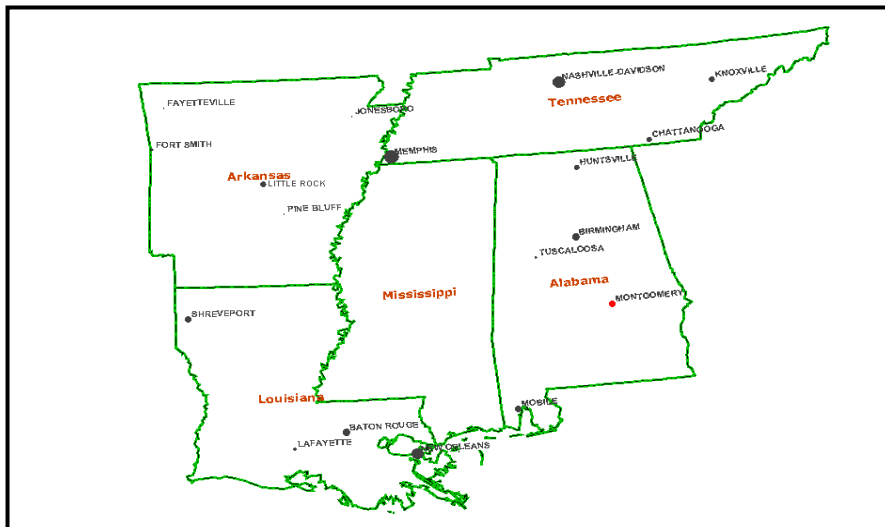 NASHVILLE-DAVIDSON
KNOXVILLE
Tennessee
FAYETTEVILLE
JONESBORO
CHATTANOOGA
FORT SMITH
MEMPHIS
HUNTSVILLE
Arkansas
LITTLE ROCK
PINE BLUFF
BIRMINGHAM
TUSCALOOSA
Alabama
Mississippi
MONTGOMERY
SHREVEPORT
Louisiana
MOBILE
BATON ROUGE
LAFAYETTE
NEW ORLEANS